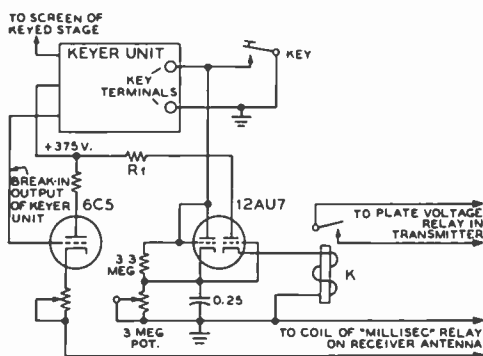 TO SCREEN OF
KEYED STAGE
KEYER UNIT
KEY
TERMINALS
KEY
+375V.
R1
BREAK-IN
OUTPUT
OF KEYER
UNIT
6C5
12AU7
3.3
MEG
0.25
3 MEG
POT.
K
TO PLATE VOLTAGE
RELAY IN
TRANSMITTER
TO COIL OF "MILLISEC" RELAY
ON RECEIVER ANTENNA